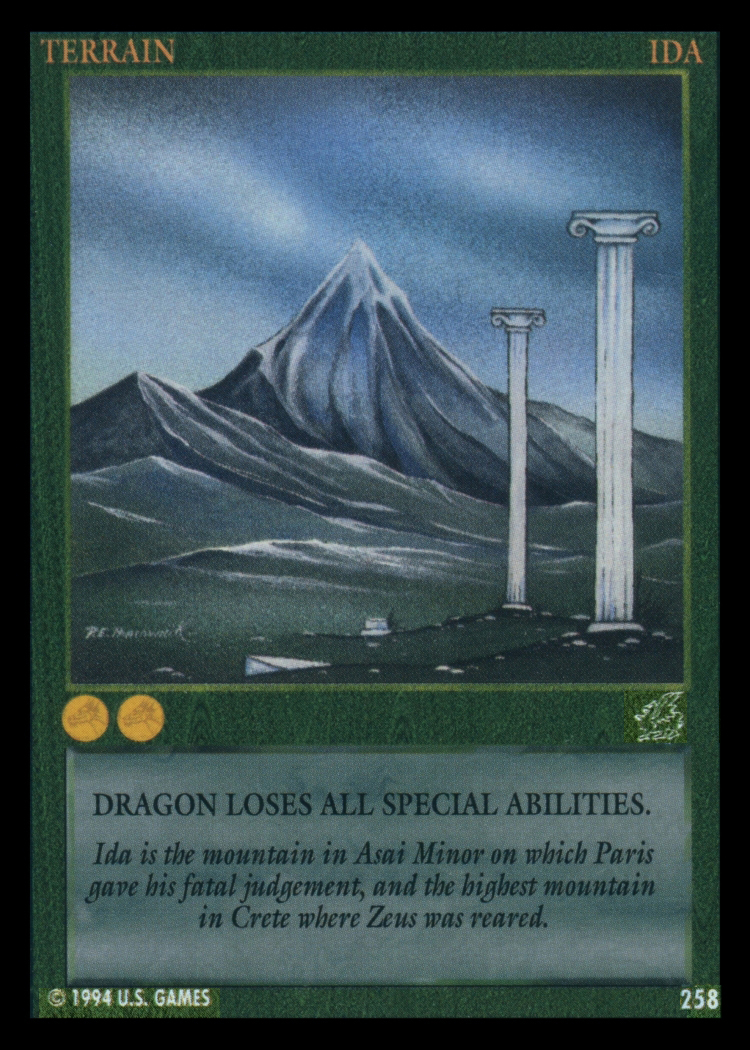 TERRAIN IDA
DRAGON LOSES ALL SPECIAL ABILITIES.
Ida is the mountain in Asai Minor on which Paris
gave his fatal judgement, and the highest mountain
in Crete where Zeus was reared.
© 1994 U.S. GAMES 258